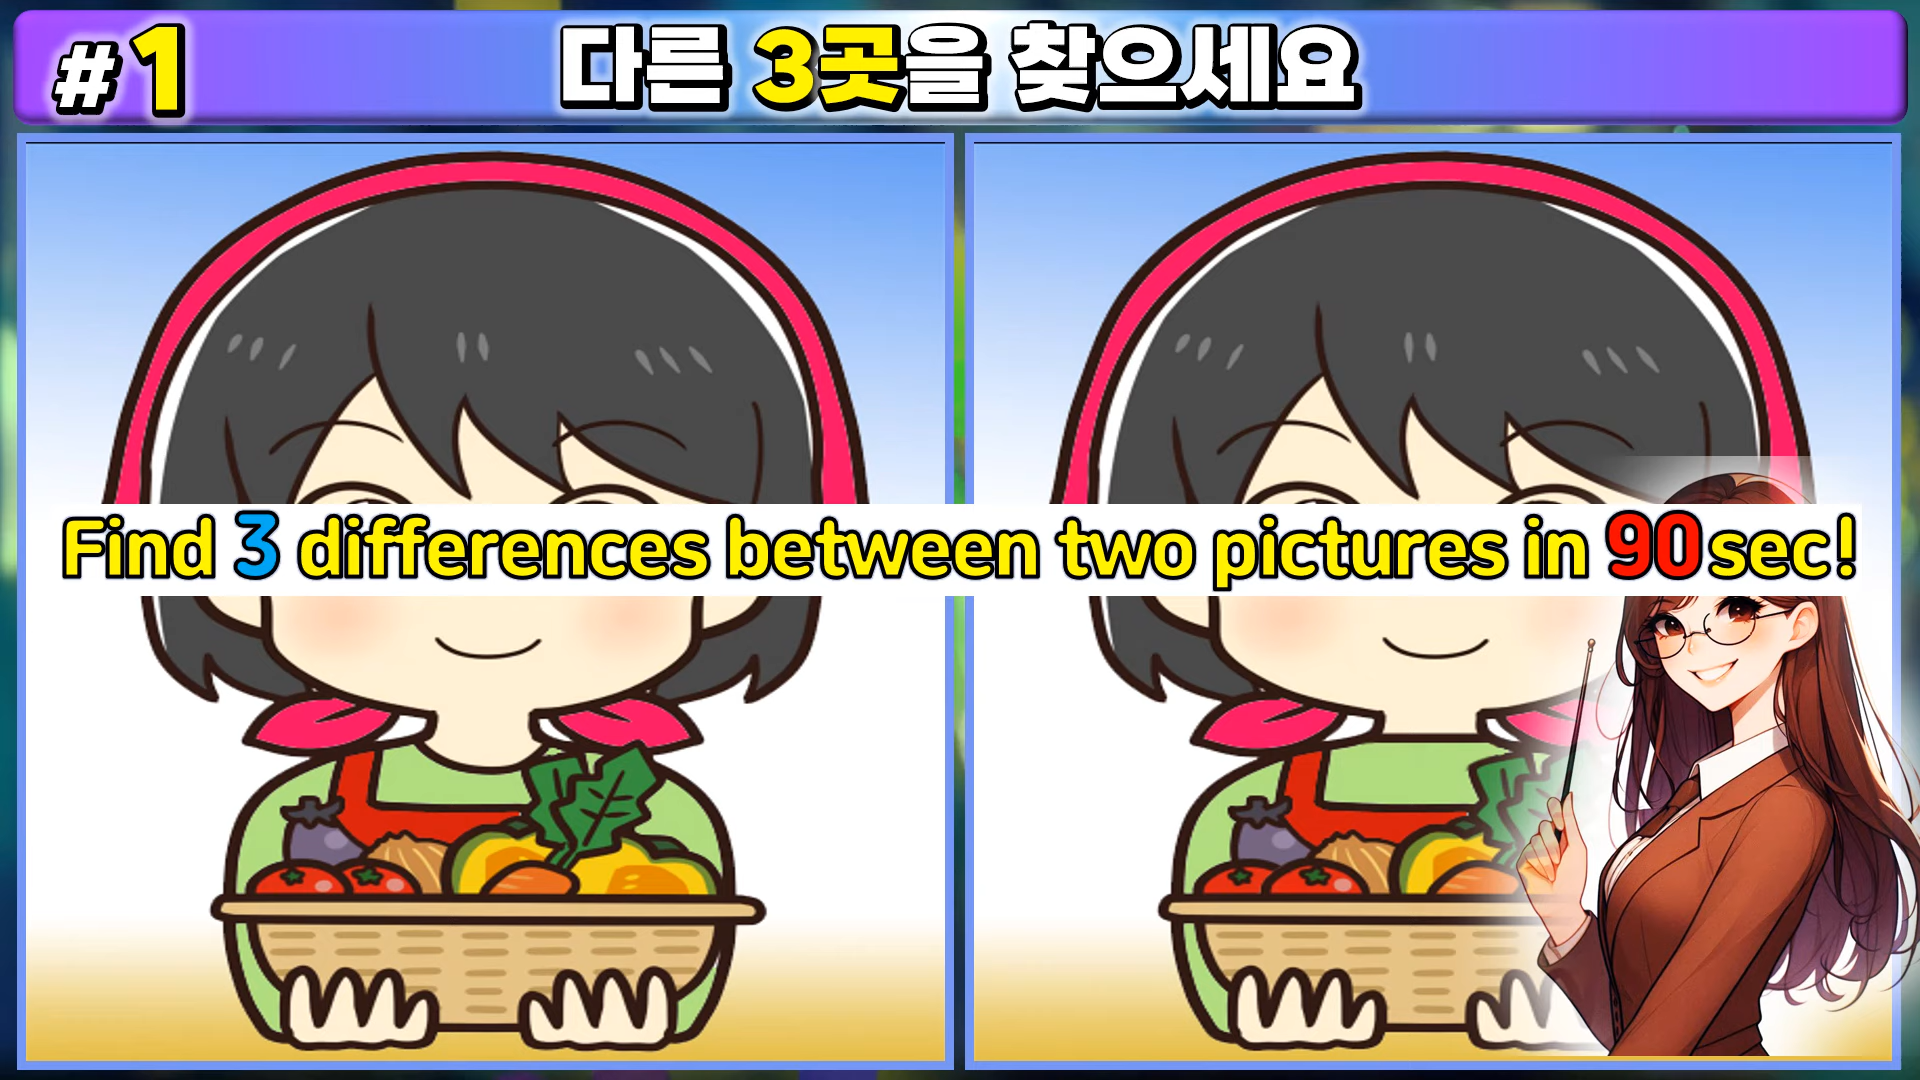 #1
다른 3곳을 찾으세요
Find 3 differences between two pictures in 90sec!